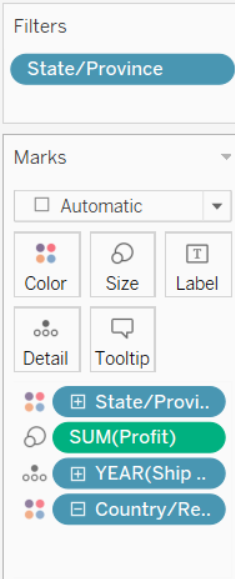 Filters
State/Province
Marks
Automatic
Color Size Label
Detail Tooltip
State/Provi..
SUM(Profit)
YEAR(Ship ..
Country/Re..